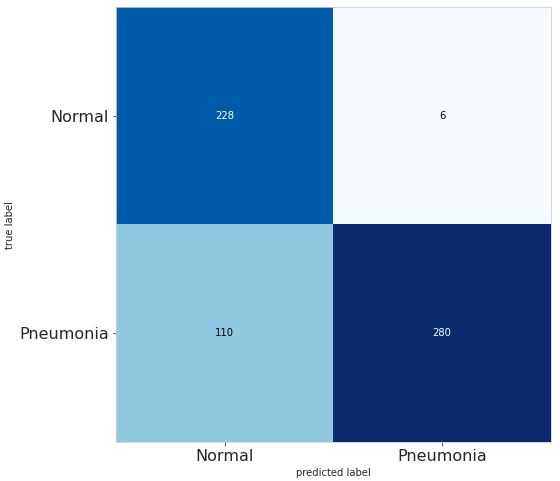 Normal
228
6
true label
Pneumonia
110
280
Normal
Pneumonia
predicted label